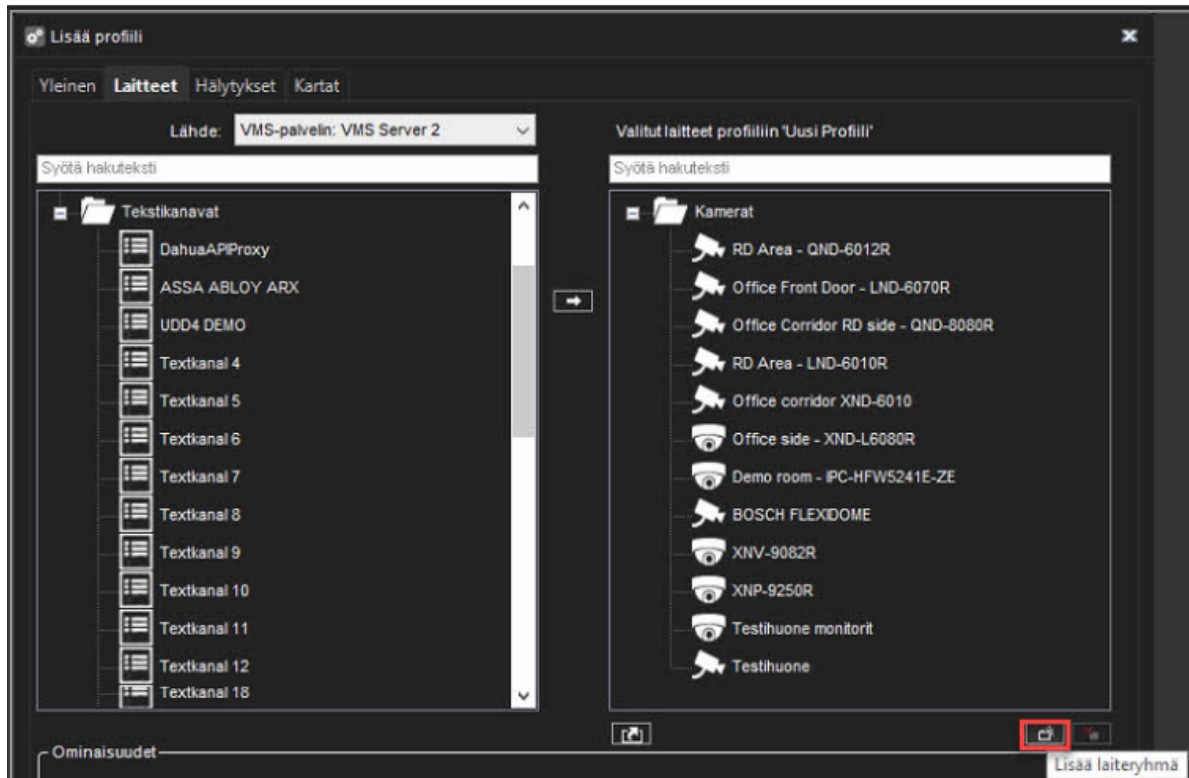 Lisää profiili
Yleinen Laitteet Hälytykset Kartat
Lähde: VMS-palvelin: VMS Server 2
Syötä hakuteksti
Tekstikanavat
DahuaAPIProxy
ASSA ABLOY ARX
UDD4 DEMO
Textkanal 4
Textkanal 5
Textkanal 6
Textkanal 7
Textkanal 8
Textkanal 9
Textkanal 10
Textkanal 11
Textkanal 12
Textkanal 18
Valitut laitteet profiiliin 'Uusi Profiili'
Syötä hakuteksti
Kamerat
RD Area - QND-6012R
Office Front Door - LND-6070R
Office Corridor RD side - QND-8080R
RD Area - LND-6010R
Office corridor XND-6010
Office side - XND-L6080R
Demo room - IPC-HFW5241E-ZE
BOSCH FLEXIDOME
XNV-9082R
XNP-9250R
Testihuone monitorit
Testihuone
Ominaisuudet
Lisää laiteryhmä